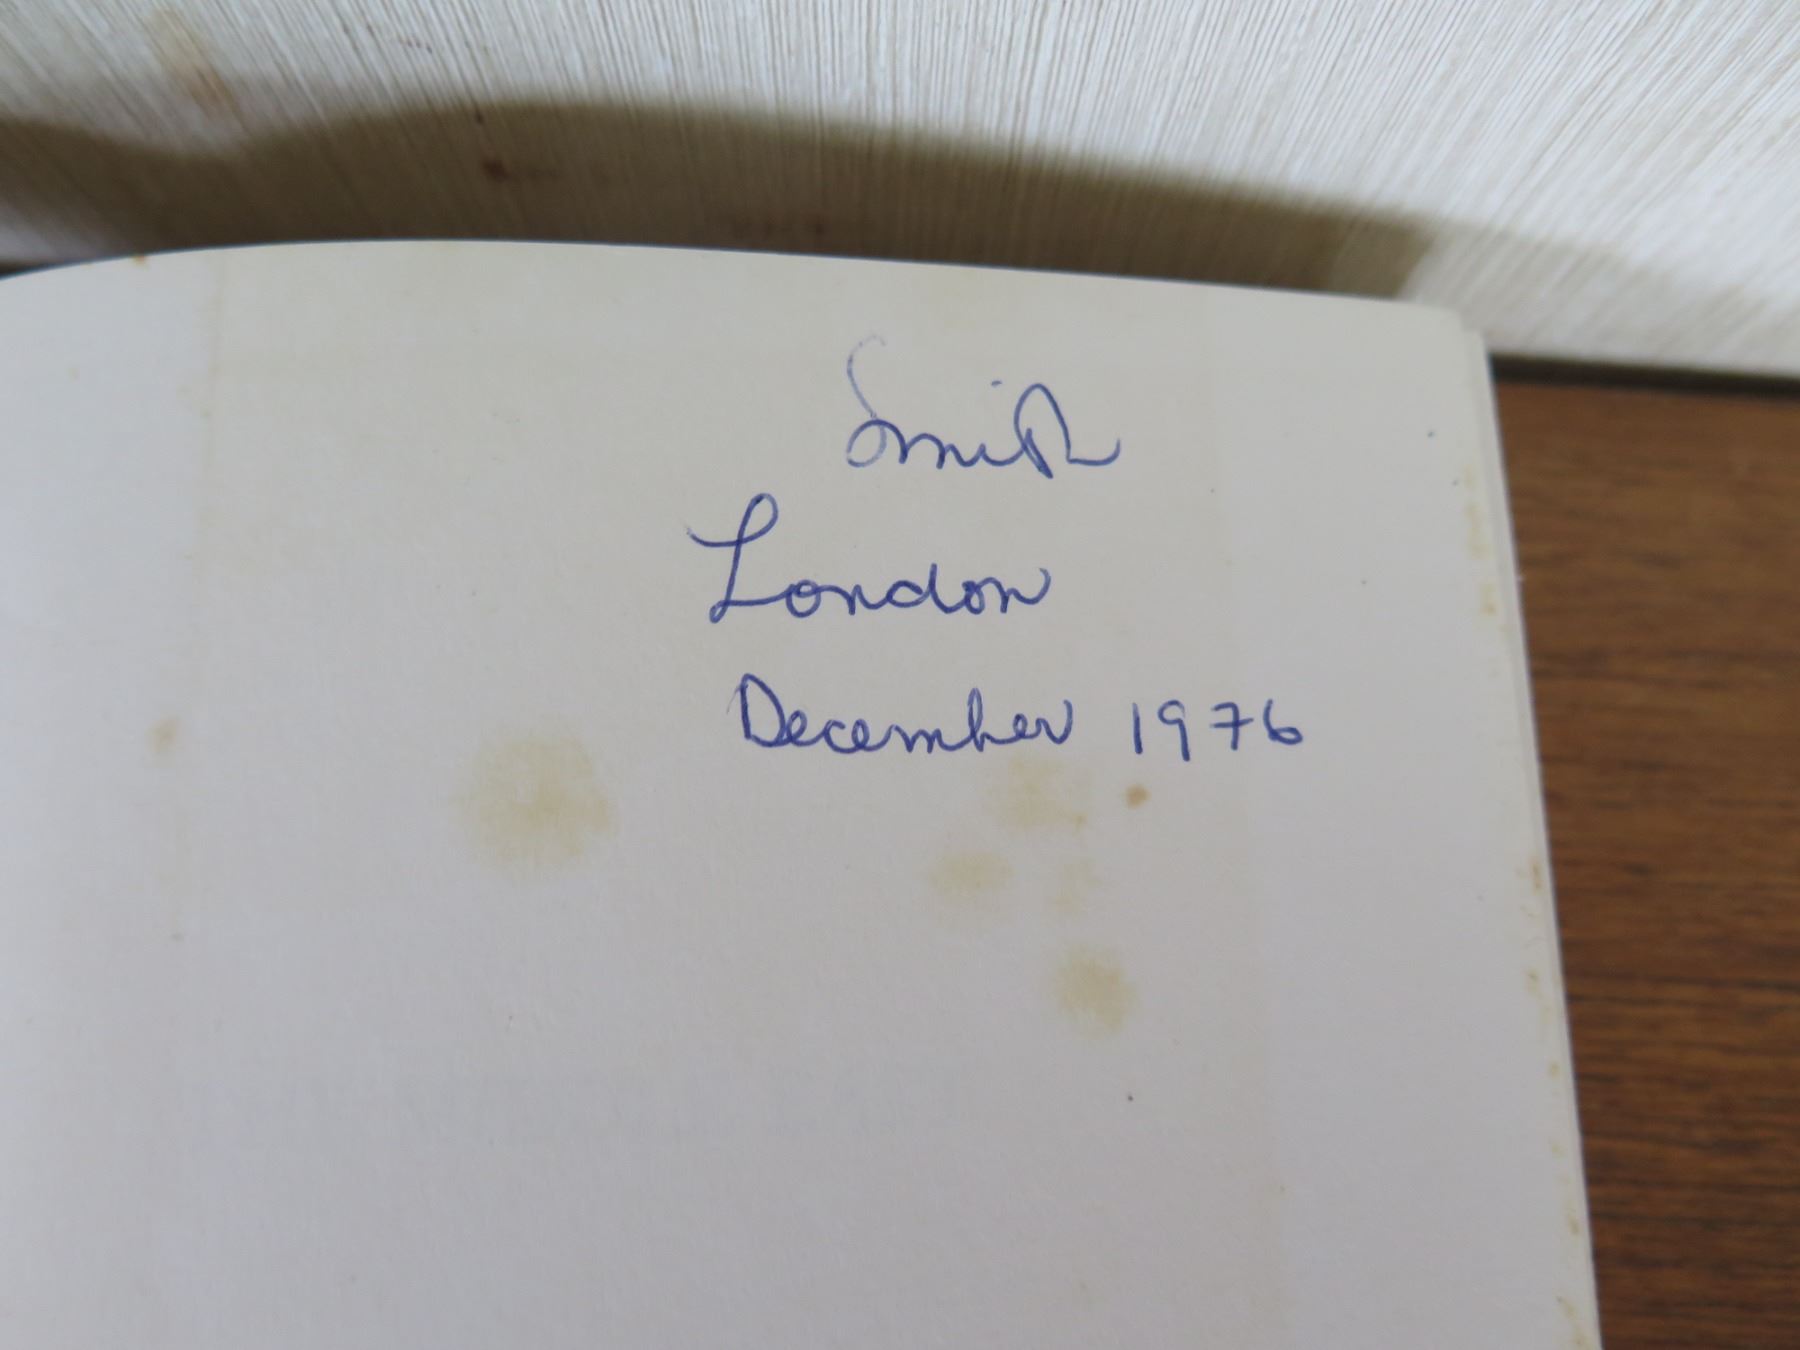 Smith
London
December 1976